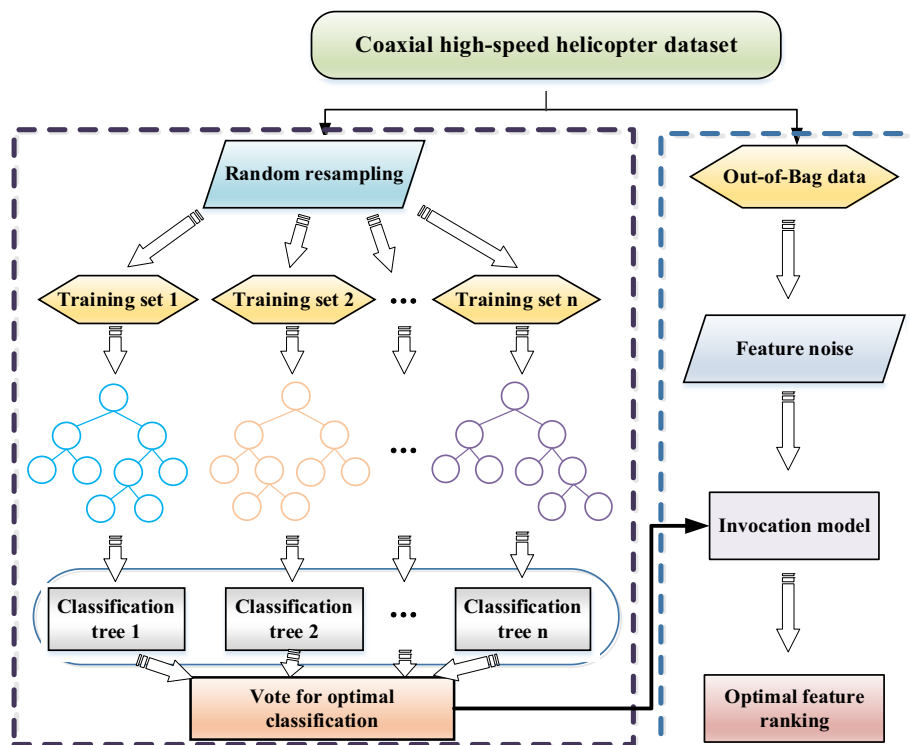 Coaxial high-speed helicopter dataset
Random resampling
Out-of-Bag data
Training set 1
Training set 2
...
Training set n
Feature noise
...
Invocation model
Classification
tree 1
Classification
tree 2
...
Classification
tree n
Vote for optimal
classification
Optimal feature
ranking